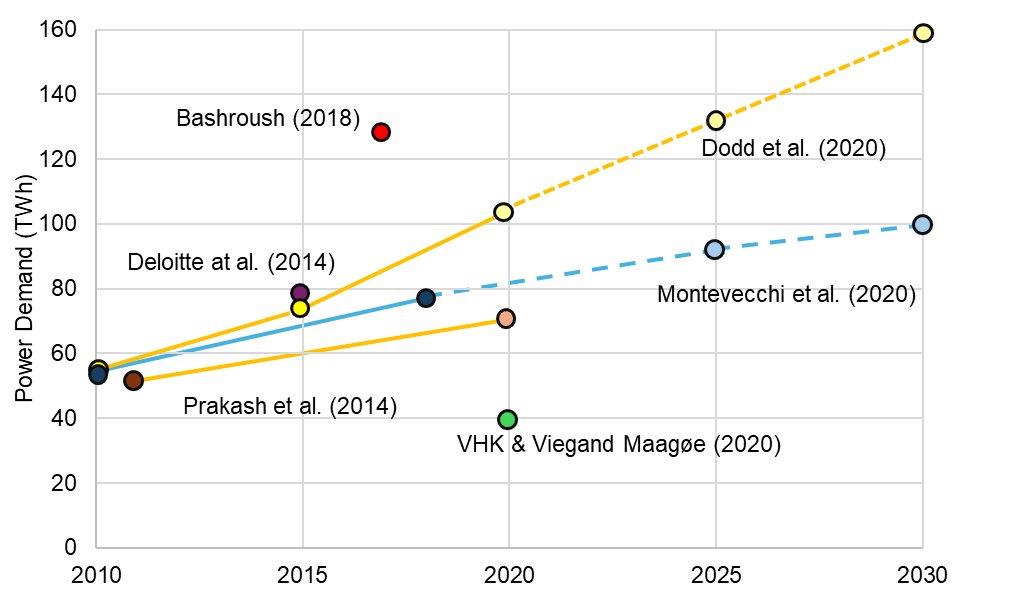 160
140
Bashroush (2018)
Dodd et al. (2020)
120
Power Demand (TWh)
100
Deloitte at al. (2014)
80
Montevecchi et al. (2020)
60
Prakash et al. (2014)
40
VHK & Viegand Maagøe (2020)
20
0
2010 2015 2020 2025 2030